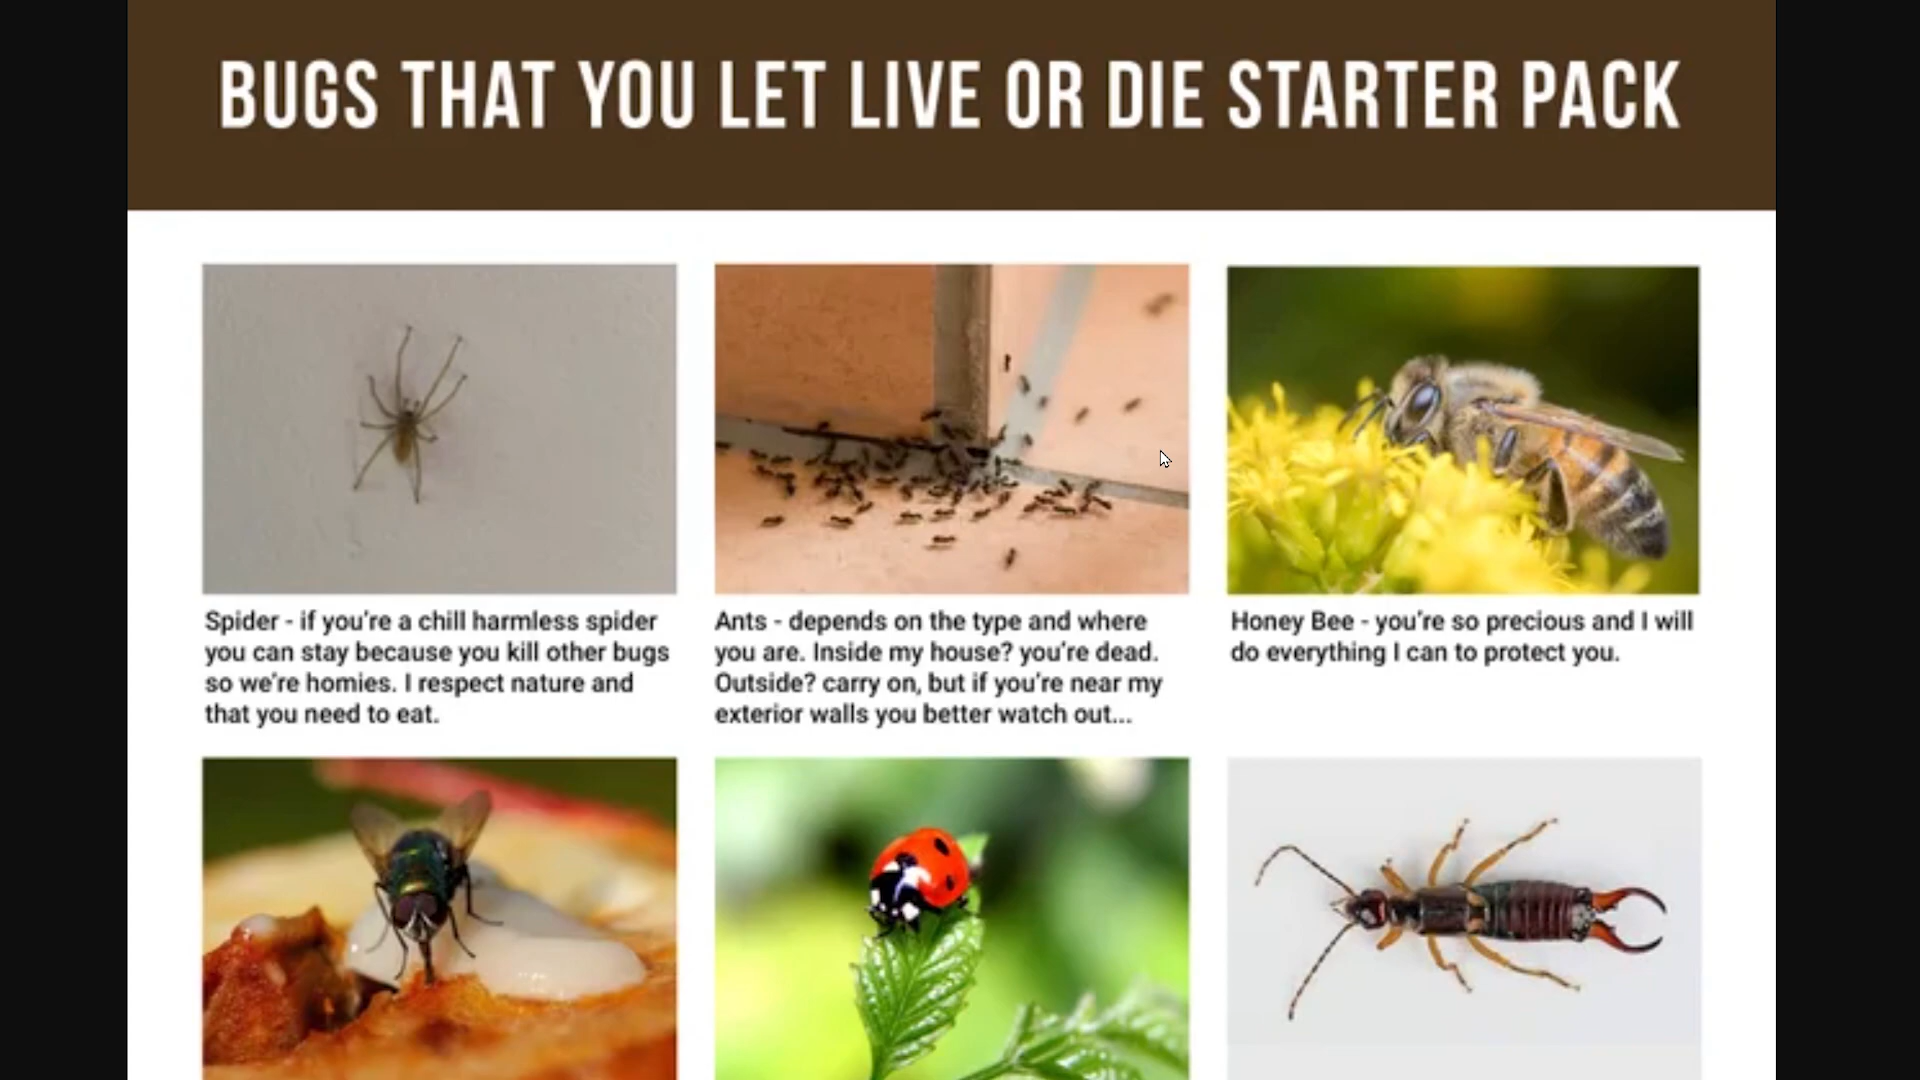 BUGS THAT YOU LET LIVE OR DIE STARTER PACK
Spider - if you're a chill harmless spider
you can stay because you kill other bugs
so we're homies. I respect nature and
that you need to eat.
Ants - depends on the type and where
you are. Inside my house? you're dead.
Outside? carry on, but if you're near my
exterior walls you better watch out...
Honey Bee - you're so precious and I will
do everything I can to protect you.